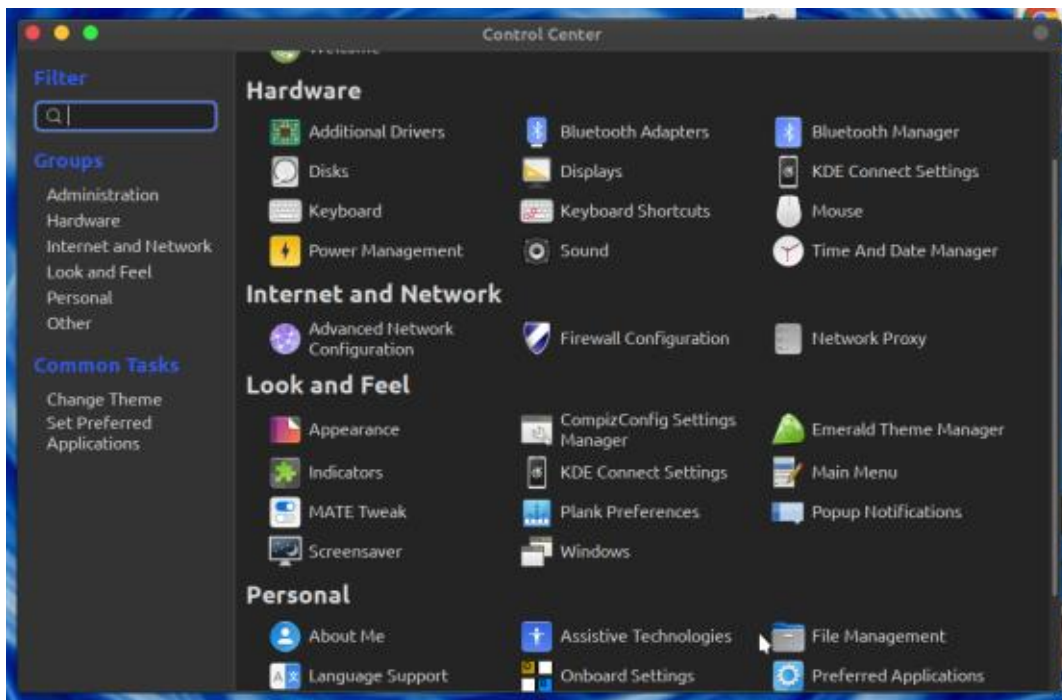 Control Center
Filter
Groups
Administration
Hardware
Internet and Network
Look and Feel
Personal
Other
Common Tasks
Change Theme
Set Preferred
Applications
Welcome
Hardware
Additional Drivers
Bluetooth Adapters
Bluetooth Manager
Disks
Displays
KDE Connect Settings
Keyboard
Keyboard Shortcuts
Mouse
Power Management
Sound
Time And Date Manager
Internet and Network
Advanced Network
Configuration
Firewall Configuration
Network Proxy
Look and Feel
Appearance
CompizConfig Settings
Manager
Emerald Theme Manager
Indicators
KDE Connect Settings
Main Menu
MATE Tweak
Plank Preferences
Popup Notifications
Screensaver
Windows
Personal
About Me
Assistive Technologies
File Management
Language Support
Onboard Settings
Preferred Applications